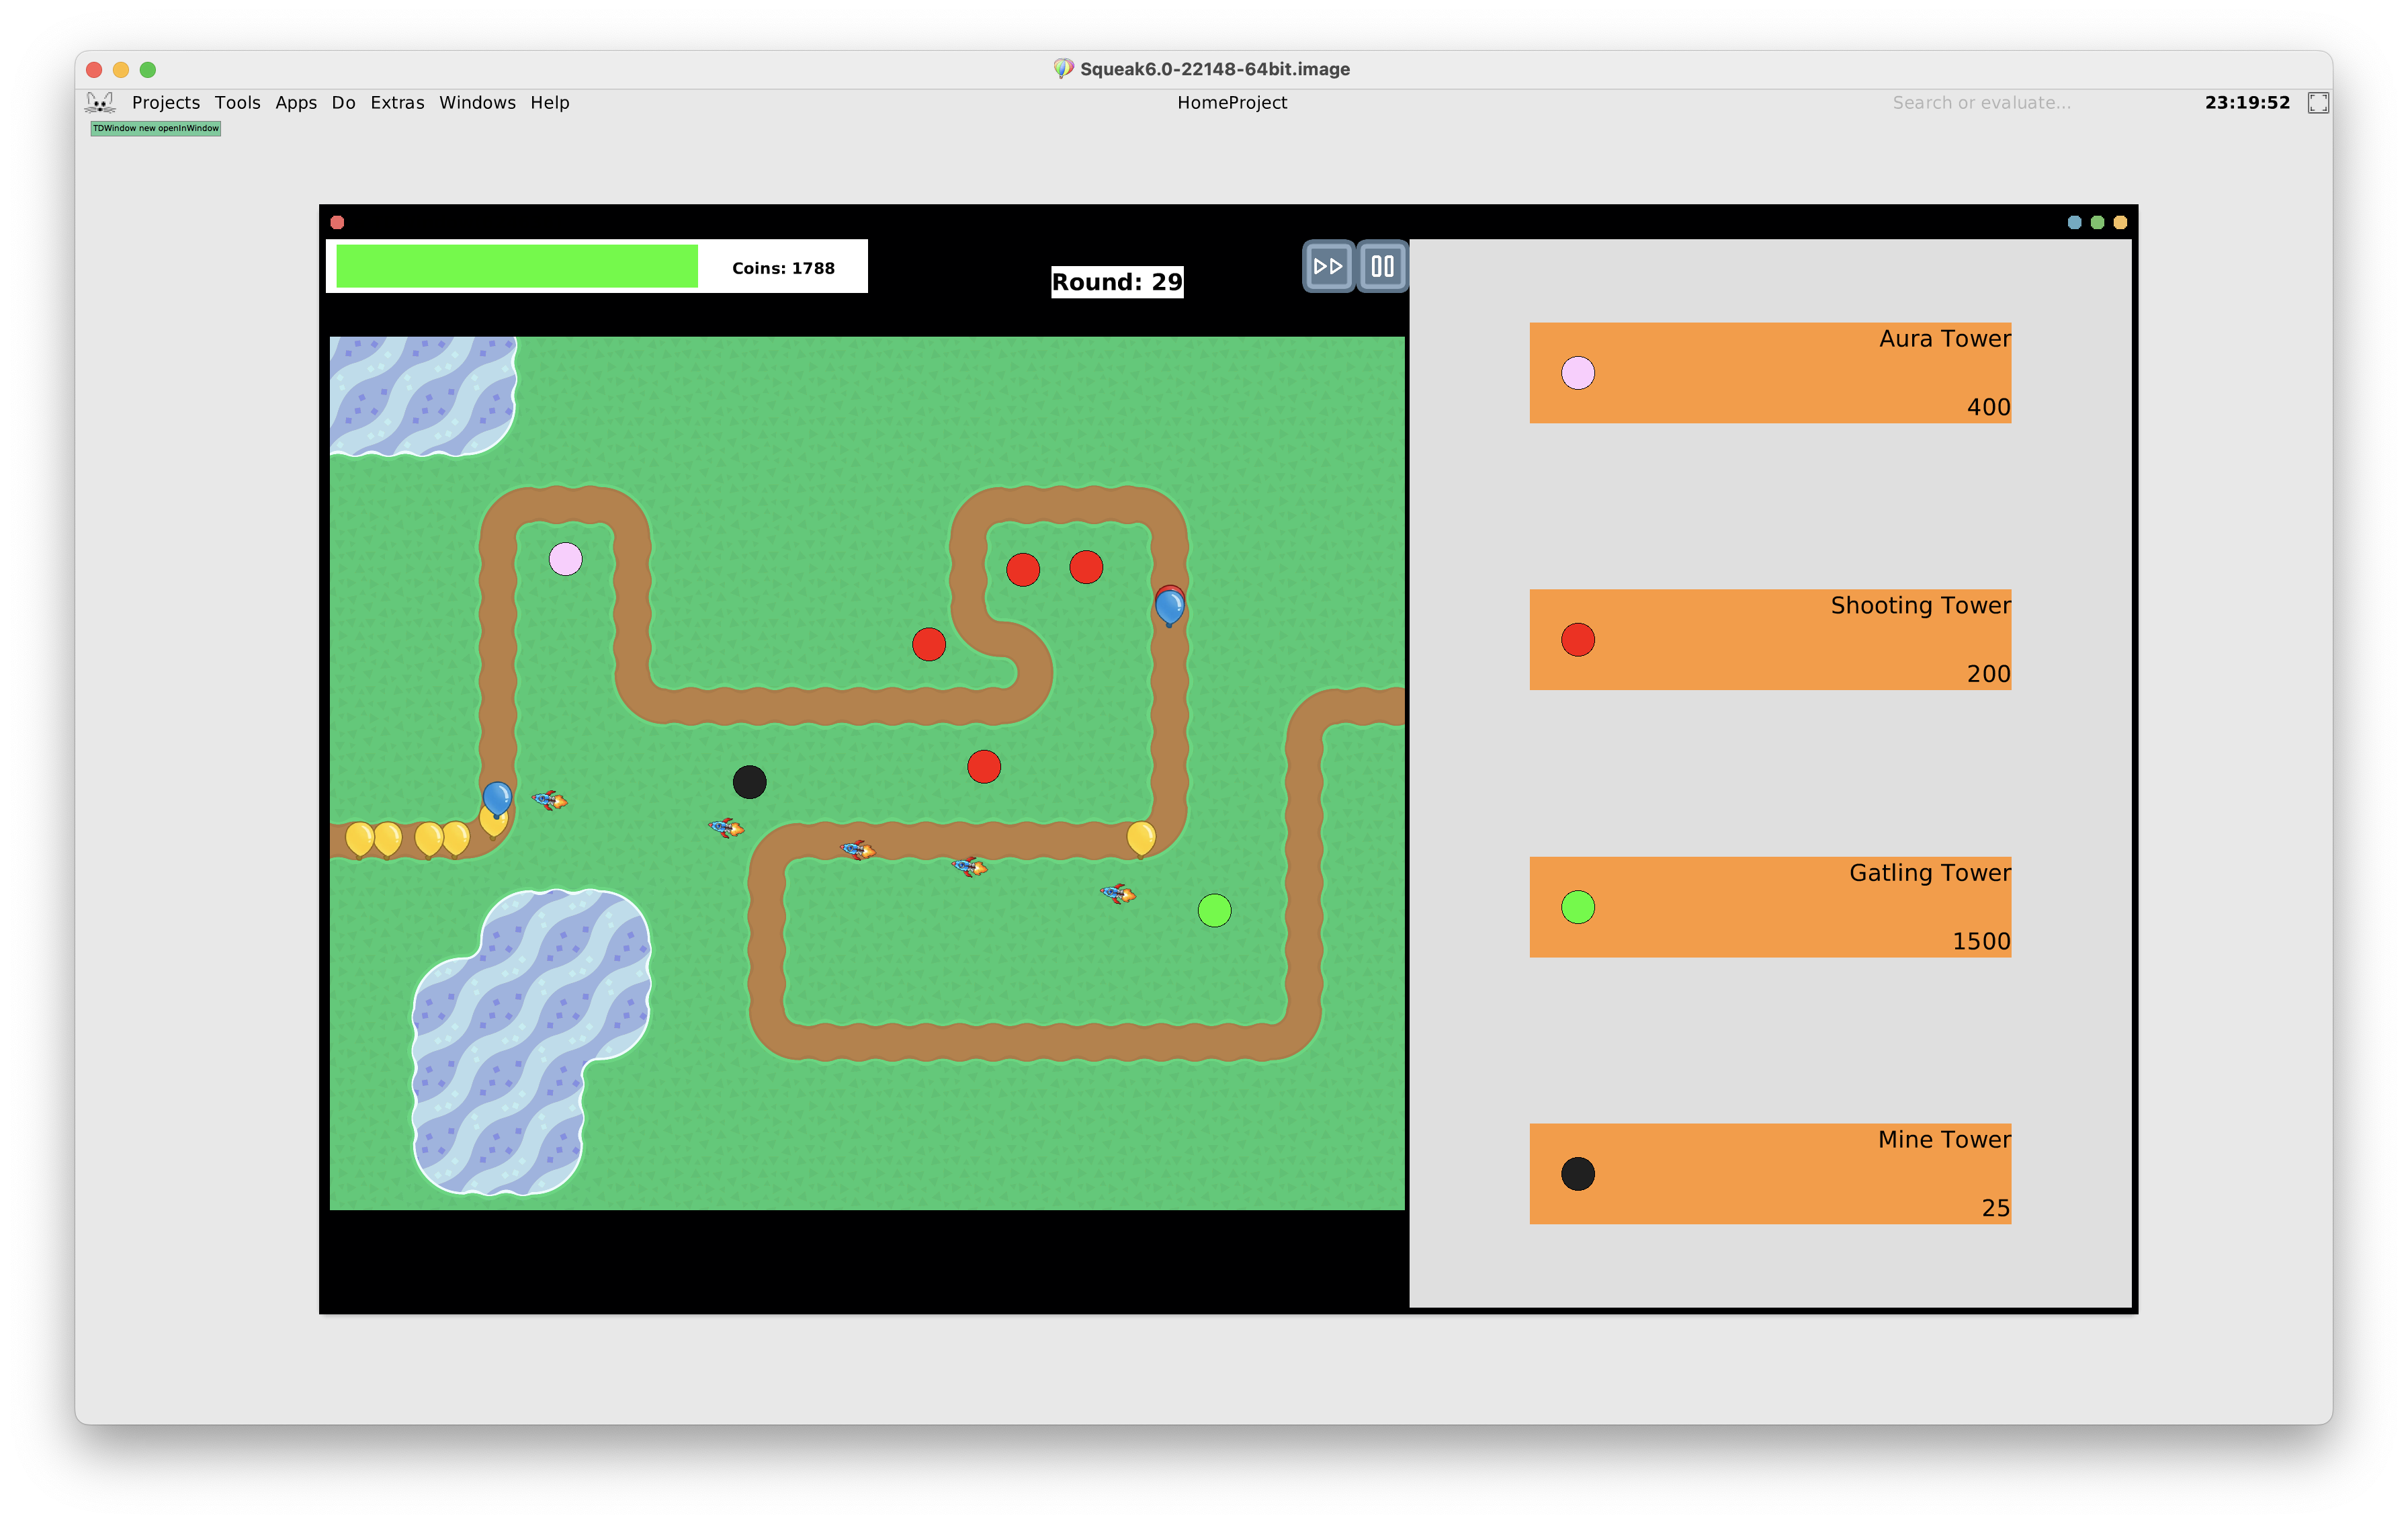 Squeak6.0-22148-64bit.image
Projects Tools Apps Do Extras Windows Help HomeProject Search or evaluate... 23:19:52
TDWindow new openInWindow
Coins: 1788
Round: 29
Aura Tower
400
Shooting Tower
200
Gatling Tower
1500
Mine Tower
25